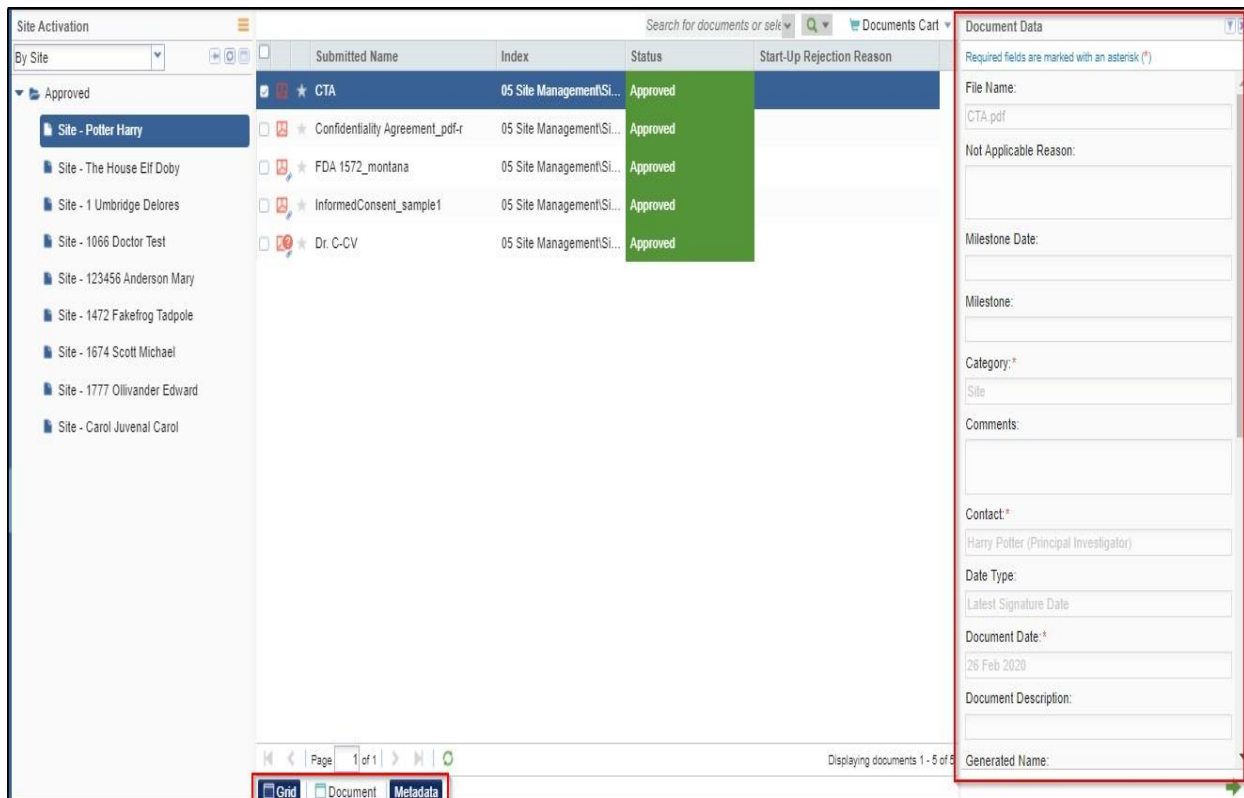 Site Activation
By Site
Approved
Site - Potter Harry
Site - The House Elf Doby
Site - 1 Umbridge Delores
Site - 1066 Doctor Test
Site - 123456 Anderson Mary
Site - 1472 Fakefrog Tadpole
Site - 1674 Scott Michael
Site - 1777 Ollivander Edward
Site - Carol Juvenal Carol
Search for documents or sele
Documents Cart
Submitted Name Index Status Start-Up Rejection Reason
CTA 05 Site Management\Si... Approved
Confidentiality Agreement_pdf-r 05 Site Management\Si... Approved
FDA 1572_montana 05 Site Management\Si... Approved
InformedConsent_sample1 05 Site Management\Si... Approved
Dr. C-CV 05 Site Management\Si... Approved
Page 1 of 1 Displaying documents 1 - 5 of 5
Grid Document Metadata
Document Data
Required fields are marked with an asterisk (*)
File Name:
CTA.pdf
Not Applicable Reason:
Milestone Date:
Milestone:
Category:*
Site
Comments:
Contact:*
Harry Potter (Principal Investigator)
Date Type:
Latest Signature Date
Document Date:*
26 Feb 2020
Document Description:
Generated Name: